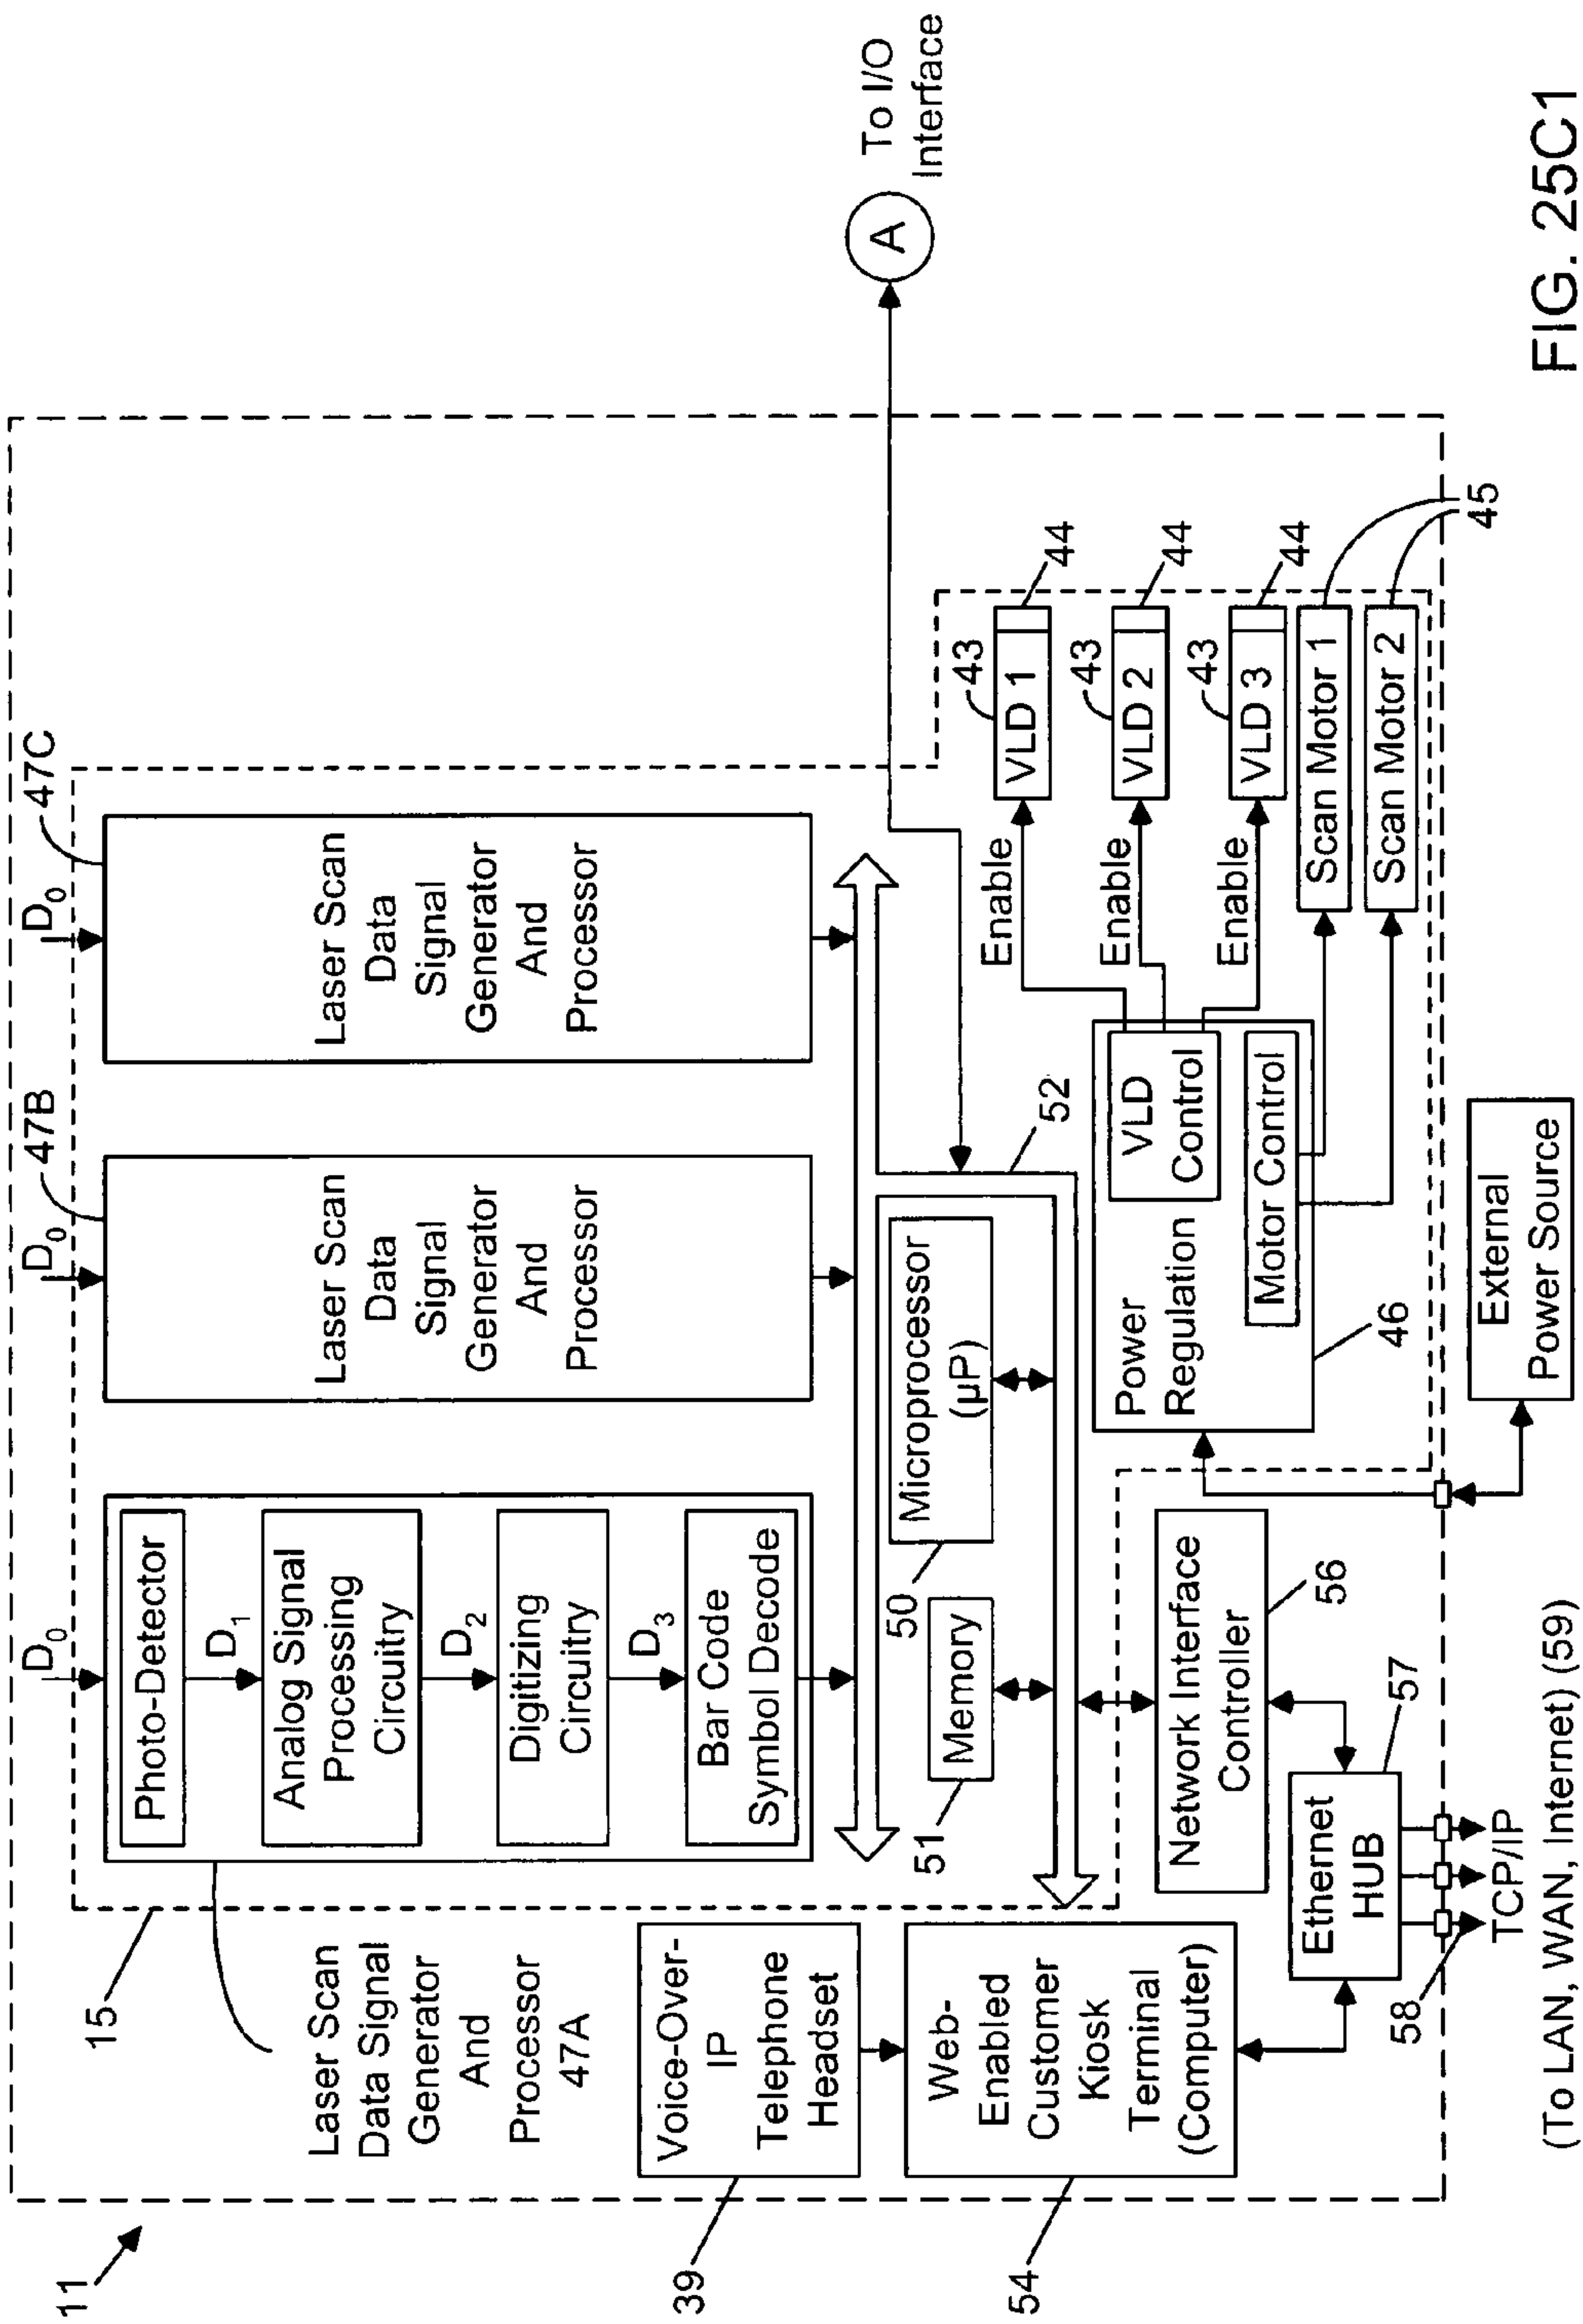 11
15
D0
D0
47B
D0
47C
Photo-Detector
D1
Analog Signal
Processing
Circuitry
D2
Digitizing
Circuitry
D3
Bar Code
Symbol Decode
Laser Scan
Data
Signal
Generator
And
Processor
Laser Scan
Data
Signal
Generator
And
Processor
Laser Scan
Data Signal
Generator
And
Processor
47A
39
Voice-Over-
IP
Telephone
Headset
54
Web-
Enabled
Customer
Kiosk
Terminal
(Computer)
51
Memory
50
Microprocessor
(µP)
52
A
To I/O
Interface
Network Interface
Controller
56
Ethernet
HUB
57
58
TCP/IP
(To LAN, WAN, Internet) (59)
Power
Regulation
VLD
Control
Motor Control
46
Enable
43
VLD 1
44
Enable
43
VLD 2
44
Enable
43
VLD 3
44
Scan Motor 1
Scan Motor 2
45
External
Power Source
FIG. 25C1